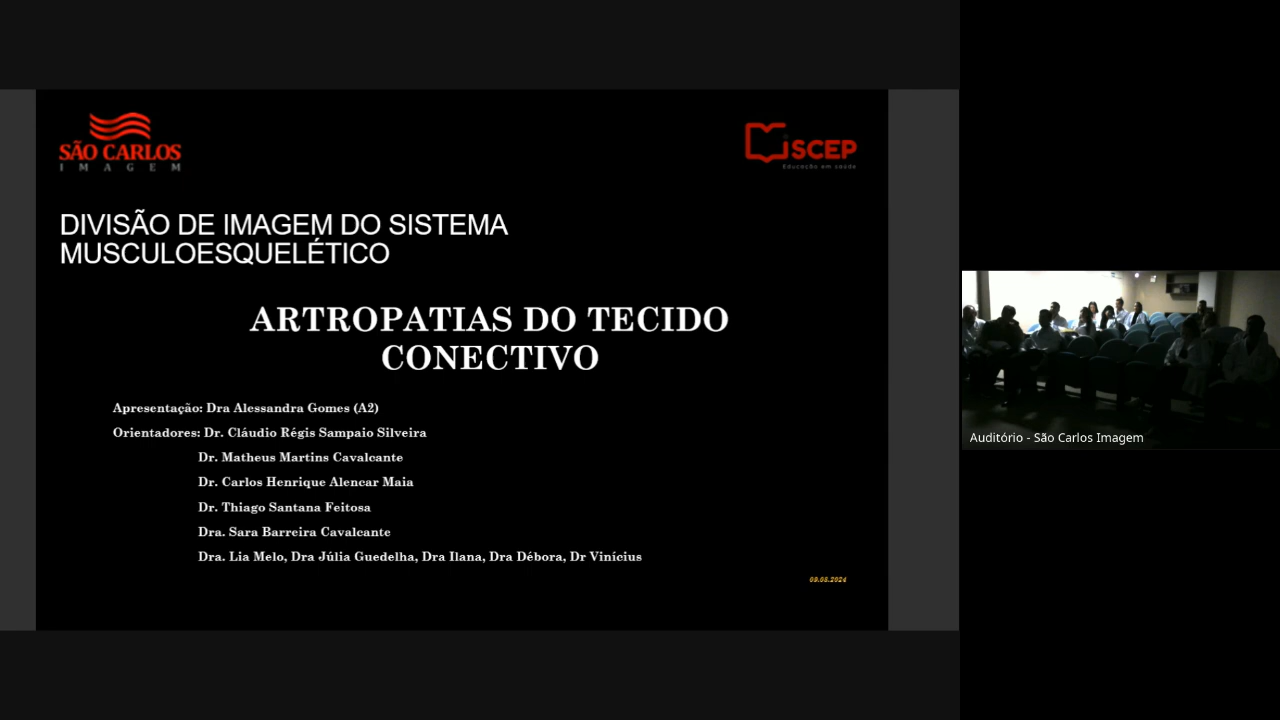 SÃO CARLOS
IMAGEM
iSCEP
Educação em saúde
DIVISÃO DE IMAGEM DO SISTEMA
MUSCULOESQUELÉTICO
ARTROPATIAS DO TECIDO
CONECTIVO
Apresentação: Dra Alessandra Gomes (A2)
Orientadores: Dr. Cláudio Régis Sampaio Silveira
Dr. Matheus Martins Cavalcante
Dr. Carlos Henrique Alencar Maia
Dr. Thiago Santana Feitosa
Dra. Sara Barreira Cavalcante
Dra. Lia Melo, Dra Júlia Guedelha, Dra Ilana, Dra Débora, Dr Vinícius
09.08.2024
Auditório - São Carlos Imagem